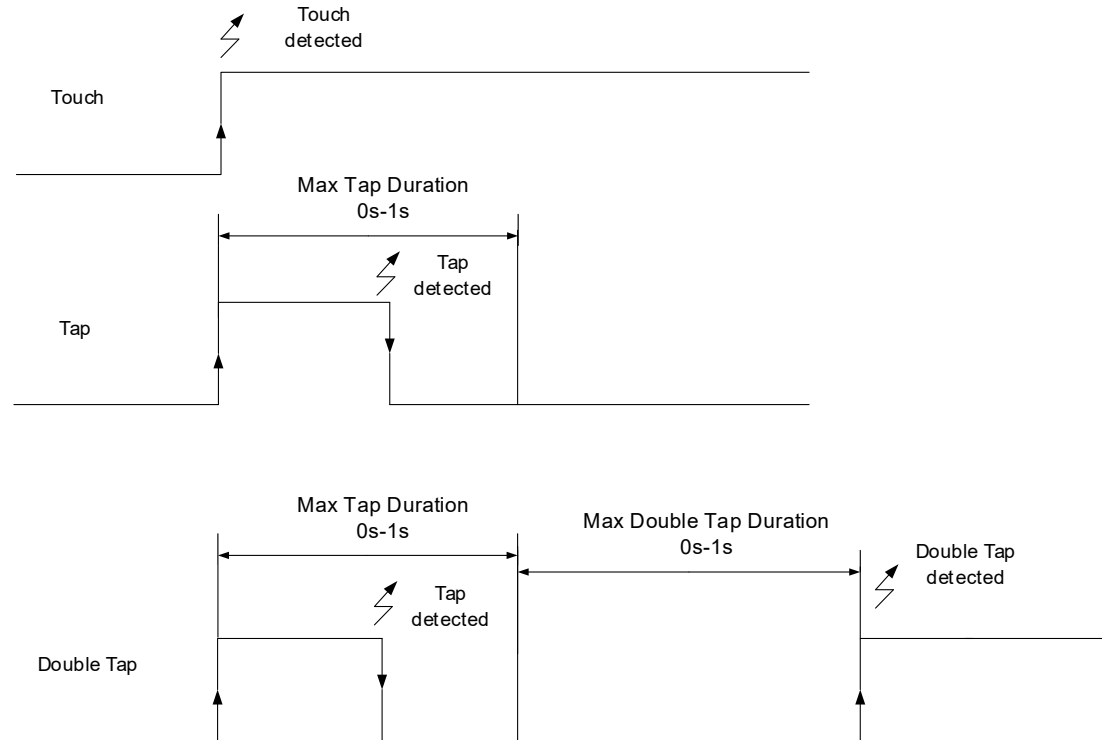 Touch
detected
Touch
Max Tap Duration
0s-1s
Tap
detected
Tap
Max Tap Duration
0s-1s
Max Double Tap Duration
0s-1s
Double Tap
detected
Tap
detected
Double Tap